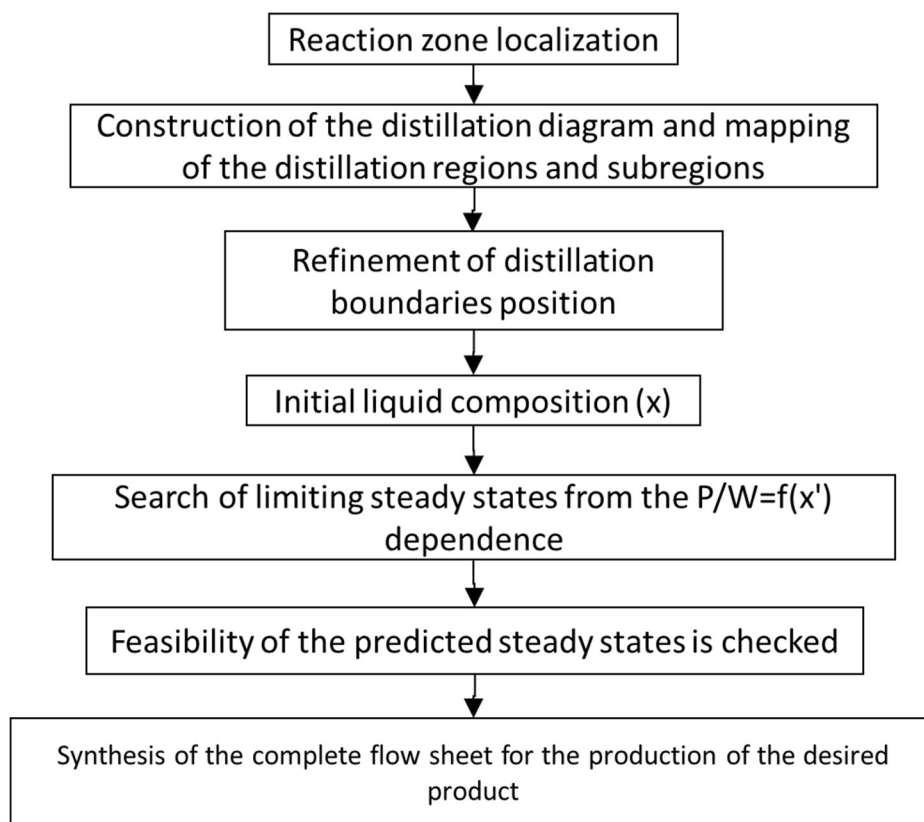 Reaction zone localization
Construction of the distillation diagram and mapping
of the distillation regions and subregions
Refinement of distillation
boundaries position
Initial liquid composition (x)
Search of limiting steady states from the P/W=f(x')
dependence
Feasibility of the predicted steady states is checked
Synthesis of the complete flow sheet for the production of the desired
product